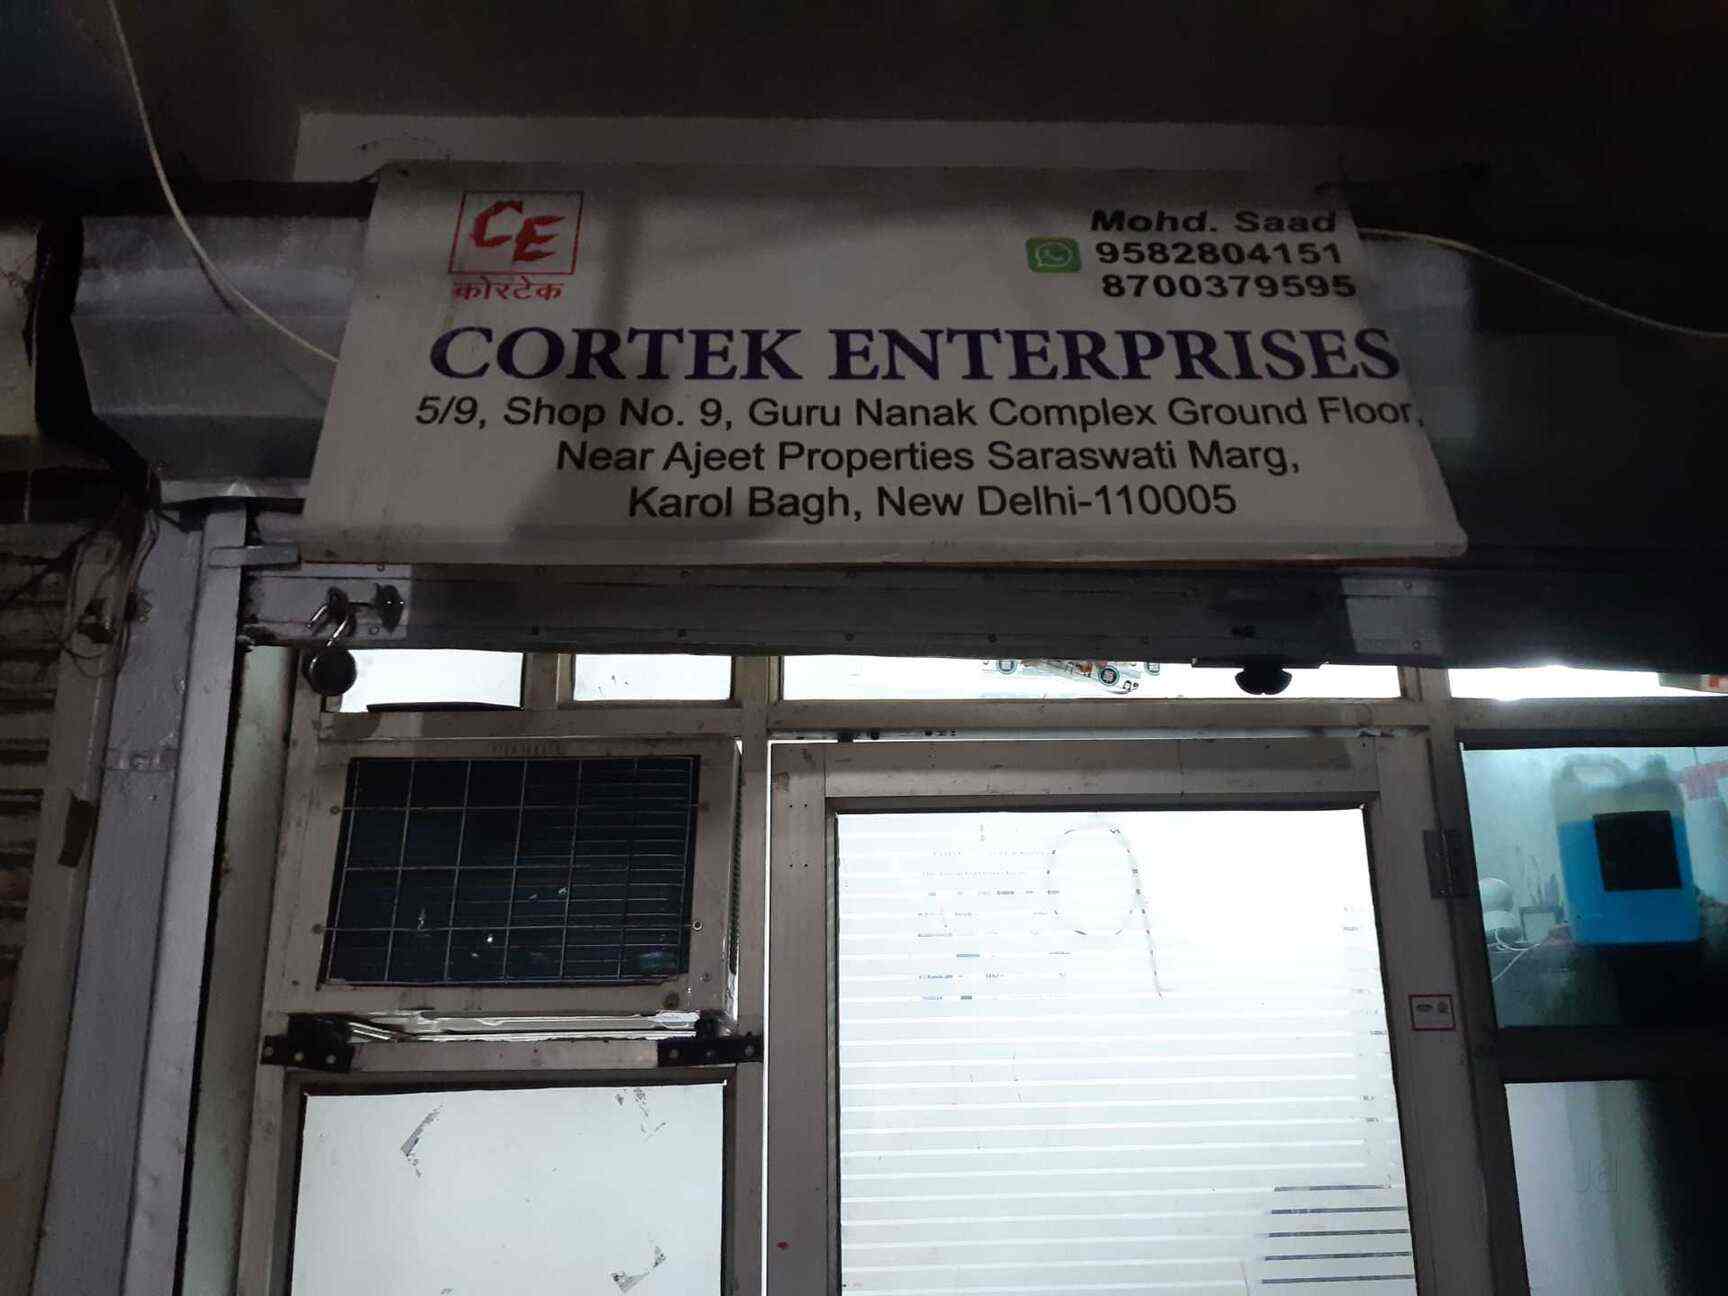 CE
कोरटेक
Mohd. Saad
9582804151
8700379595
CORTEK ENTERPRISES
5/9, Shop No. 9, Guru Nanak Complex Ground Floor,
Near Ajeet Properties Saraswati Marg,
Karol Bagh, New Delhi-110005